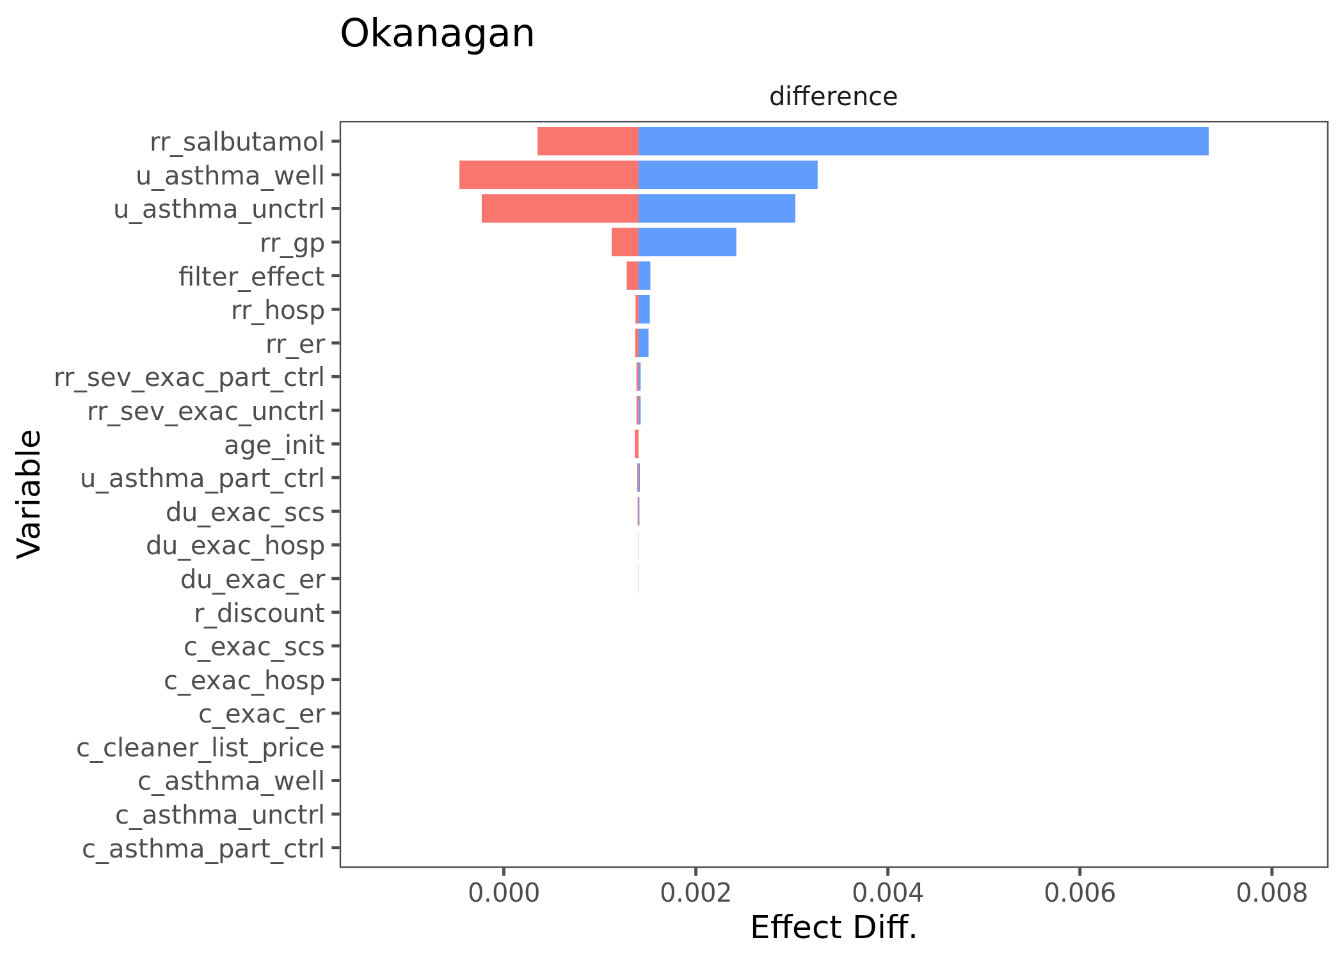 Okanagan
difference
rr_salbutamol
u_asthma_well
u_asthma_unctrl
rr_gp
filter_effect
rr_hosp
rr_er
rr_sev_exac_part_ctrl
rr_sev_exac_unctrl
age_init
u_asthma_part_ctrl
du_exac_scs
du_exac_hosp
du_exac_er
r_discount
c_exac_scs
c_exac_hosp
c_exac_er
c_cleaner_list_price
c_asthma_well
c_asthma_unctrl
c_asthma_part_ctrl
Variable
0.000 0.002 0.004 0.006 0.008
Effect Diff.